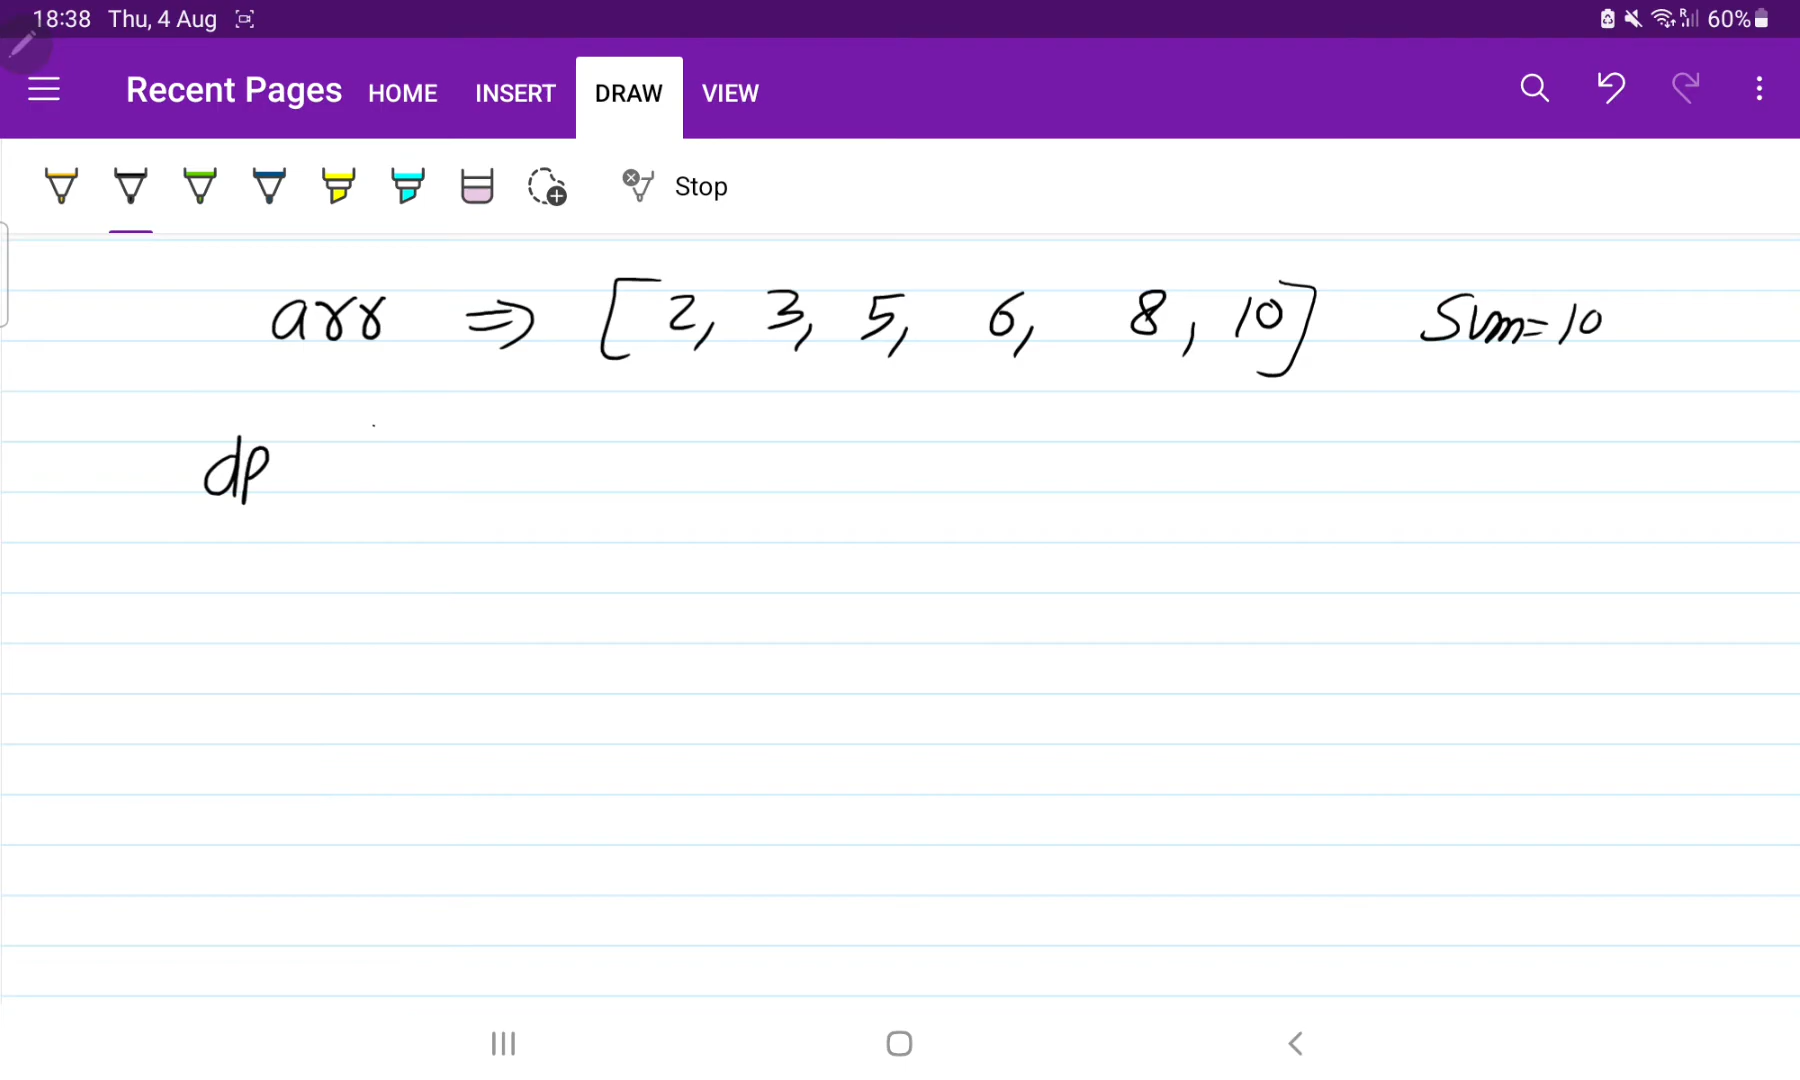 18:38 Thu, 4 Aug R 60%
Recent Pages HOME INSERT DRAW VIEW
Stop
arr ⇒ [2, 3, 5, 6, 8, 10] Sum=10
dp